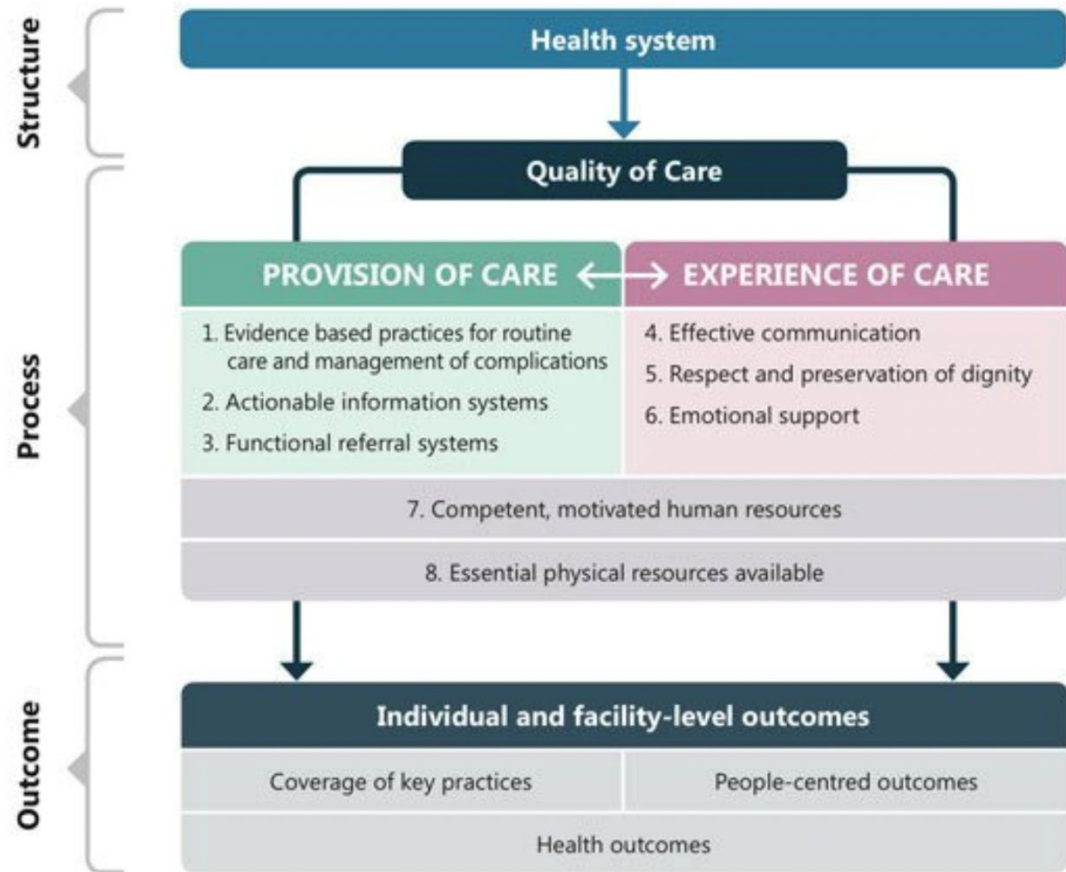 Structure
Health system
Process
Quality of Care
PROVISION OF CARE
EXPERIENCE OF CARE
1. Evidence based practices for routine
care and management of complications
2. Actionable information systems
3. Functional referral systems
4. Effective communication
5. Respect and preservation of dignity
6. Emotional support
7. Competent, motivated human resources
8. Essential physical resources available
Outcome
Individual and facility-level outcomes
Coverage of key practices
People-centred outcomes
Health outcomes